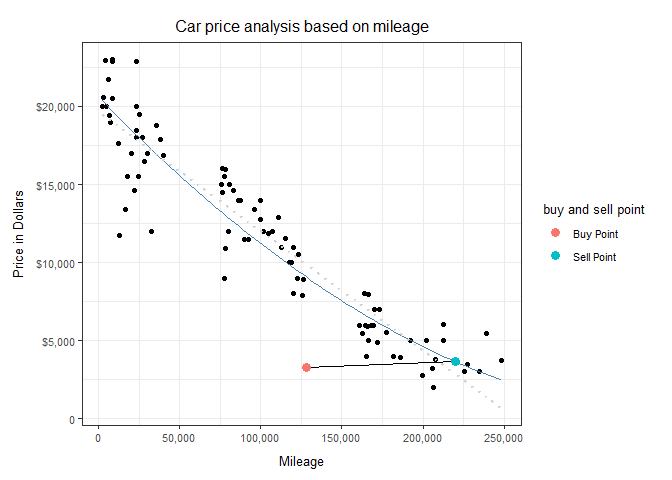 Car price analysis based on mileage
Price in Dollars
$20,000
$15,000
$10,000
$5,000
0
0
50,000
100,000
150,000
200,000
250,000
Mileage
buy and sell point
Buy Point
Sell Point